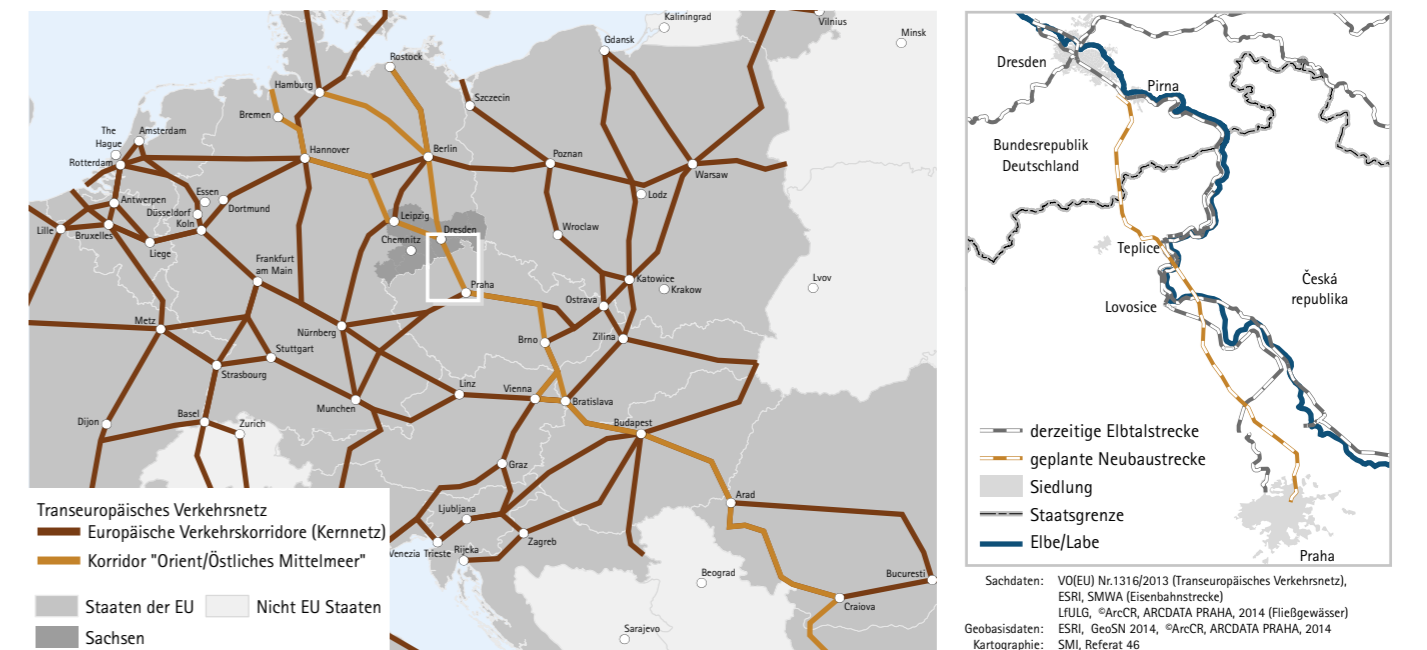 Kaliningrad
Vilnius
Minsk
Gdansk
Rostock
Hamburg
Szczecin
Bremen
The
Hague
Amsterdam
Rotterdam
Hannover
Berlin
Poznan
Warsaw
Essen
Lodz
Antwerpen
Düsseldorf
Dortmund
Leipzig
Koln
Lille
Bruxelles
Chemnitz
Dresden
Wroclaw
Liege
Frankfurt
am Main
Praha
Katowice
Krakow
Lvov
Ostrava
Metz
Nürnberg
Brno
Zilina
Stuttgart
Strasbourg
Linz
Vienna
Bratislava
Munchen
Dijon
Basel
Zurich
Budapest
Graz
Arad
Ljubljana
Zagreb
Venezia
Trieste
Rijeka
Beograd
Bucuresti
Craiova
Sarajevo
Transeuropäisches Verkehrsnetz
Europäische Verkehrskorridore (Kernnetz)
Korridor "Orient/Östliches Mittelmeer"
Staaten der EU
Nicht EU Staaten
Sachsen
Dresden
Pirna
Bundesrepublik
Deutschland
Teplice
Česká
republika
Lovosice
derzeitige Elbtalstrecke
geplante Neubaustrecke
Siedlung
Staatsgrenze
Elbe/Labe
Praha
Sachdaten: VO(EU) Nr.1316/2013 (Transeuropäisches Verkehrsnetz),
ESRI, SMWA (Eisenbahnstrecke)
LfULG, ©ArcCR, ARCDATA PRAHA, 2014 (Fließgewässer)
Geobasisdaten: ESRI, GeoSN 2014, ©ArcCR, ARCDATA PRAHA, 2014
Kartographie: SMI, Referat 46